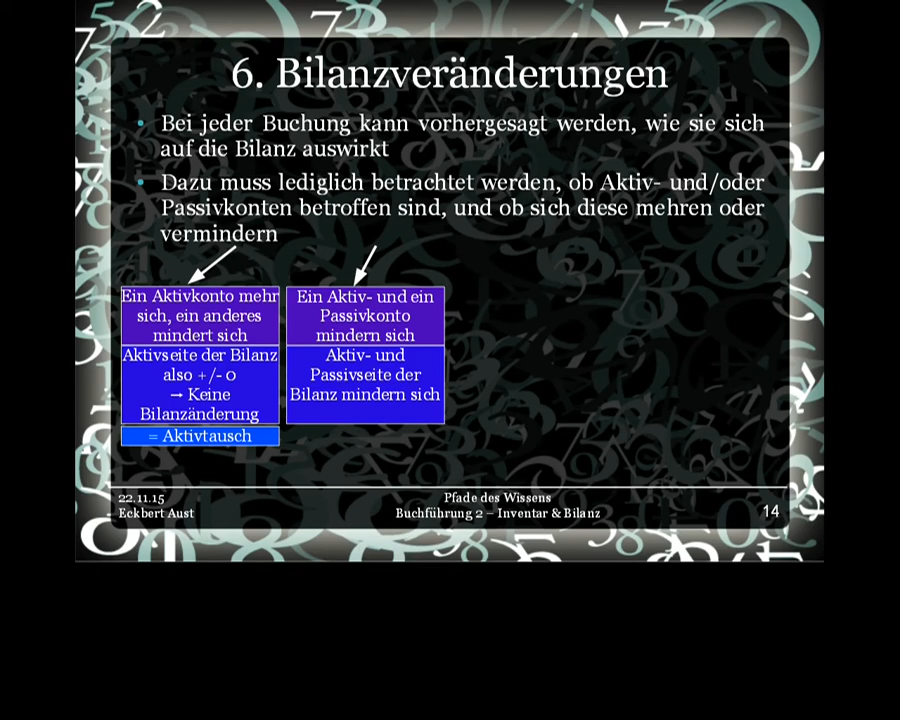 6. Bilanzveränderungen
Bei jeder Buchung kann vorhergesagt werden, wie sie sich
auf die Bilanz auswirkt
Dazu muss lediglich betrachtet werden, ob Aktiv- und/oder
Passivkonten betroffen sind, und ob sich diese mehren oder
vermindern
Ein Aktivkonto mehr
sich, ein anderes
mindert sich
Aktivseite der Bilanz
also +/- 0
→ Keine
Bilanzänderung
= Aktivtausch
Ein Aktiv- und ein
Passivkonto
mindern sich
Aktiv- und
Passivseite der
Bilanz mindern sich
22.11.15
Eckbert Aust
Pfade des Wissens
Buchführung 2 – Inventar & Bilanz
14